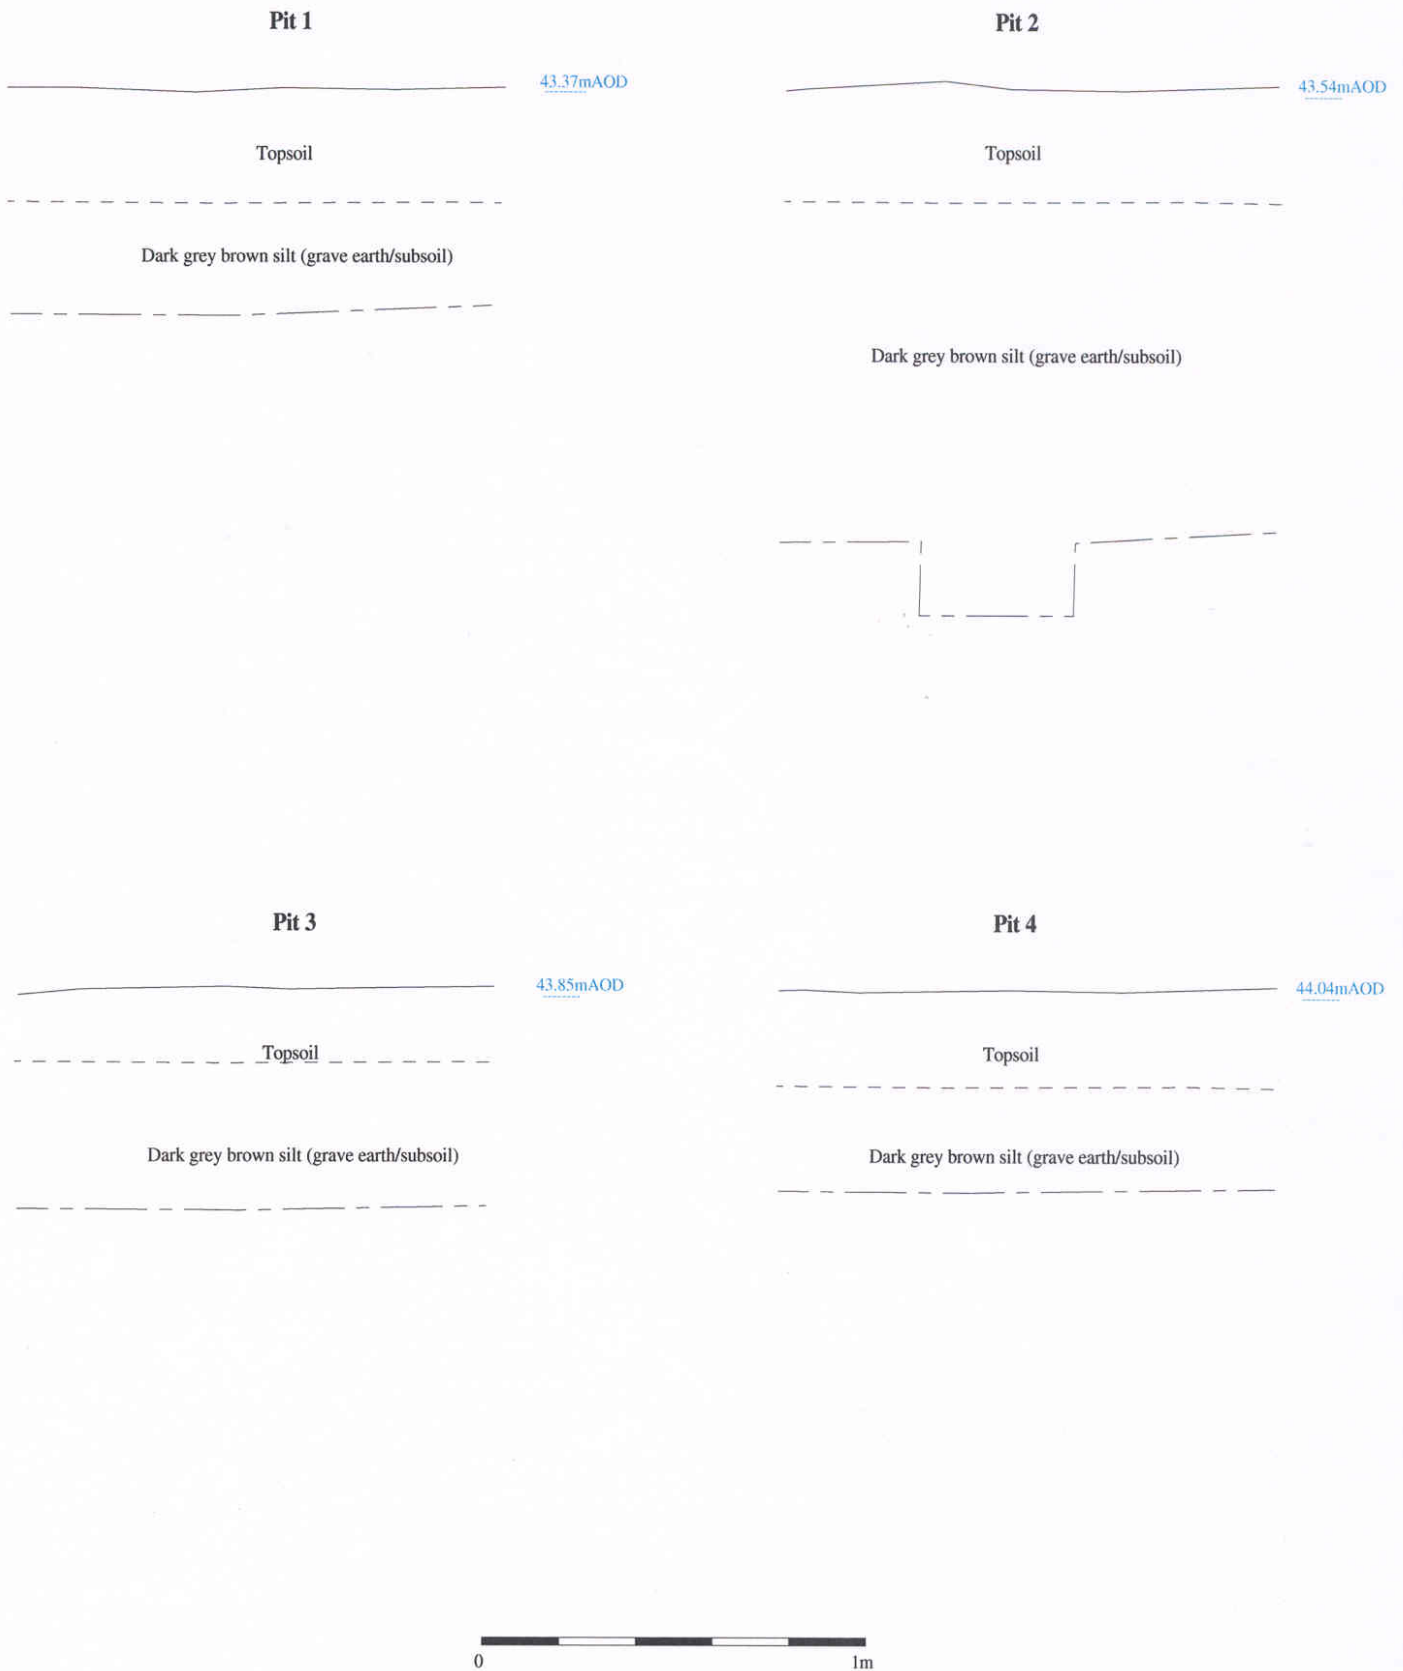 Pit 1
43.37mAOD
Topsoil
Dark grey brown silt (grave earth/subsoil)
Pit 2
43.54mAOD
Topsoil
Dark grey brown silt (grave earth/subsoil)
Pit 3
43.85mAOD
Topsoil
Dark grey brown silt (grave earth/subsoil)
Pit 4
44.04mAOD
Topsoil
Dark grey brown silt (grave earth/subsoil)
0 1m